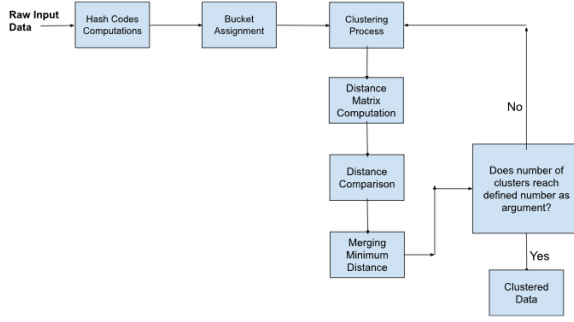 Raw Input
Data
Hash Codes
Computations
Bucket
Assignment
Clustering
Process
Distance
Matrix
Computation
No
Distance
Comparison
Does number of
clusters reach
defined number as
argument?
Merging
Minimum
Distance
Yes
Clustered
Data